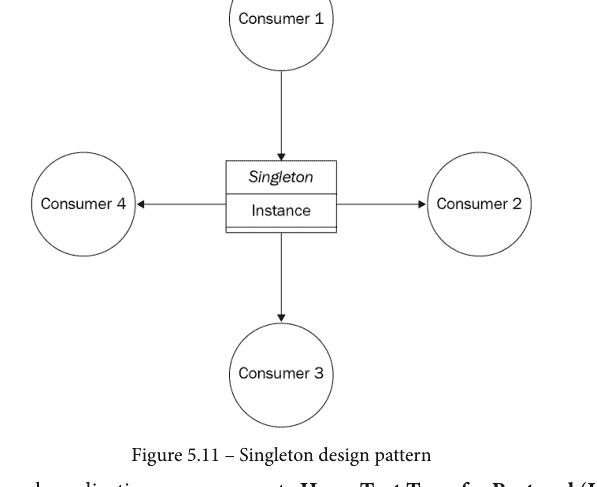 Consumer 1
Singleton
Consumer 4
Instance
Consumer 2
Consumer 3
Figure 5.11 – Singleton design pattern